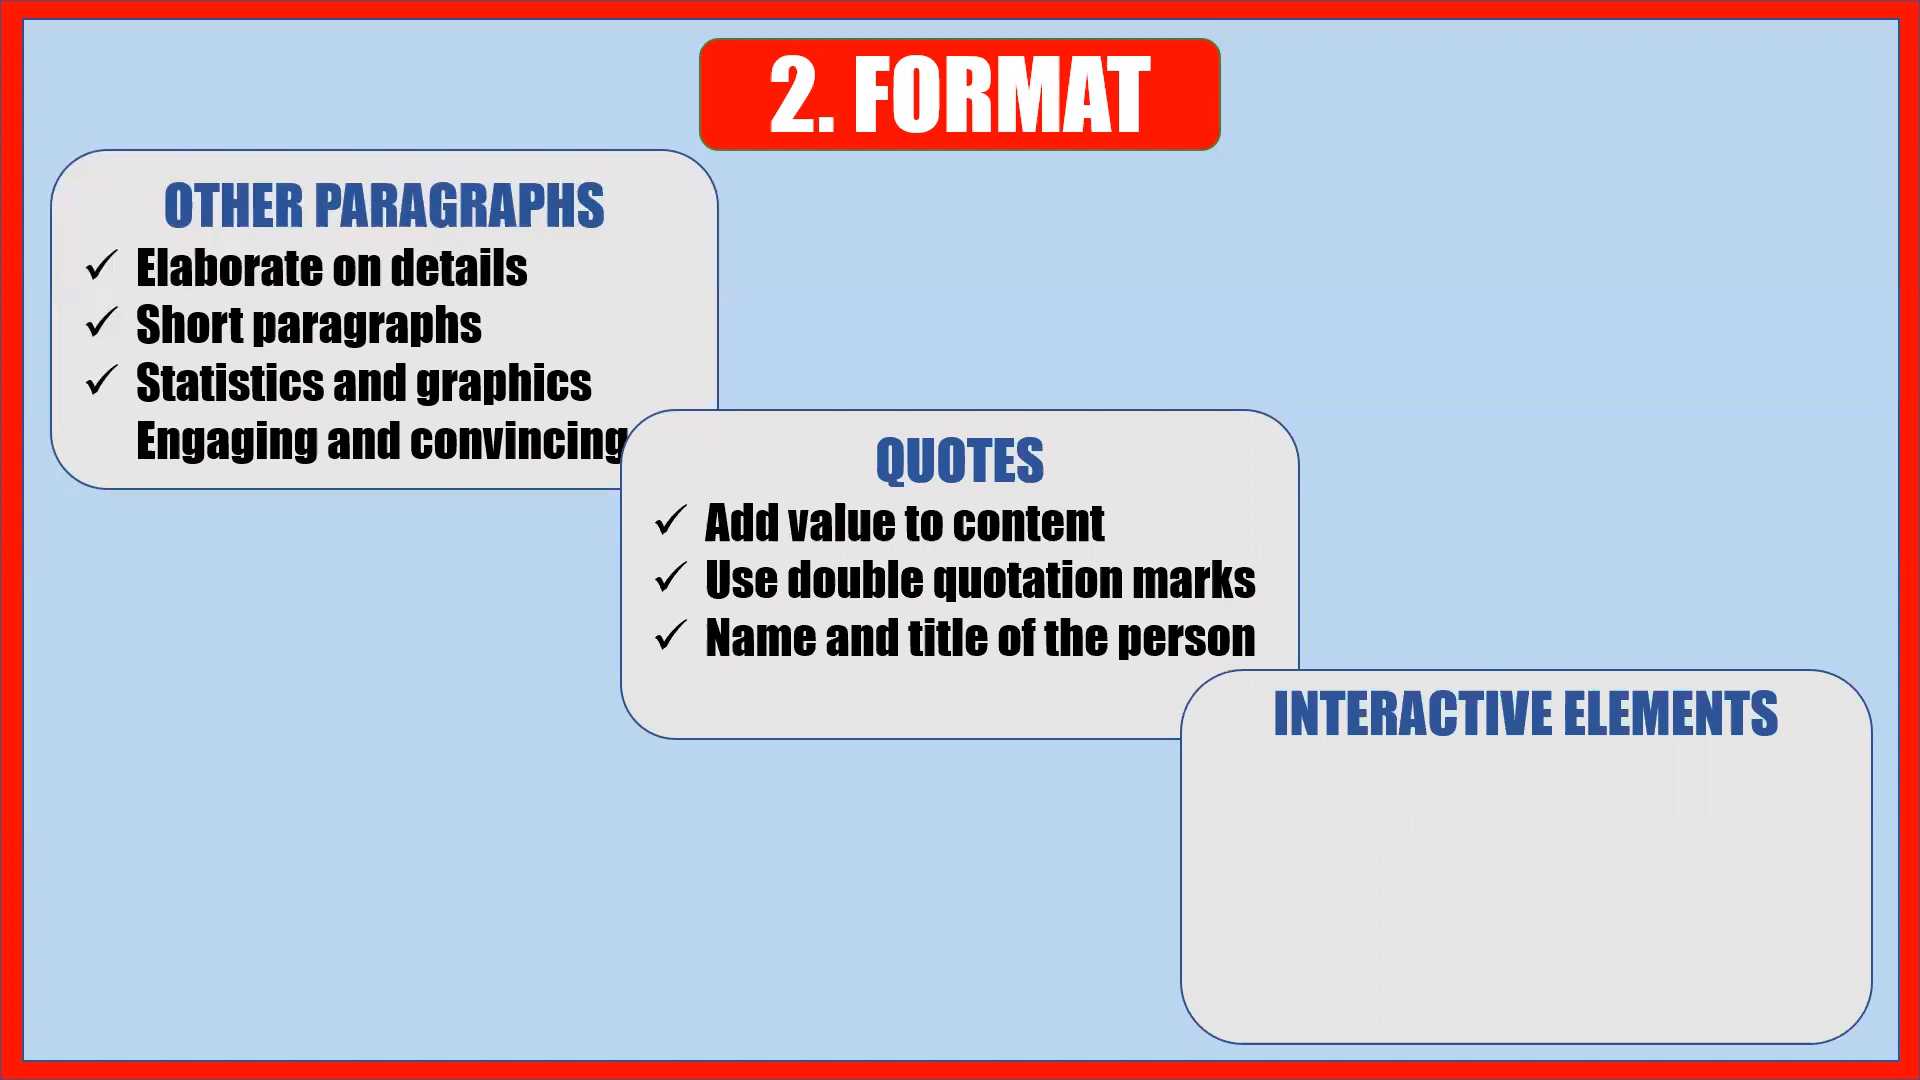 2. FORMAT
OTHER PARAGRAPHS
✓ Elaborate on details
✓ Short paragraphs
✓ Statistics and graphics
Engaging and convincing
QUOTES
✓ Add value to content
✓ Use double quotation marks
✓ Name and title of the person
INTERACTIVE ELEMENTS